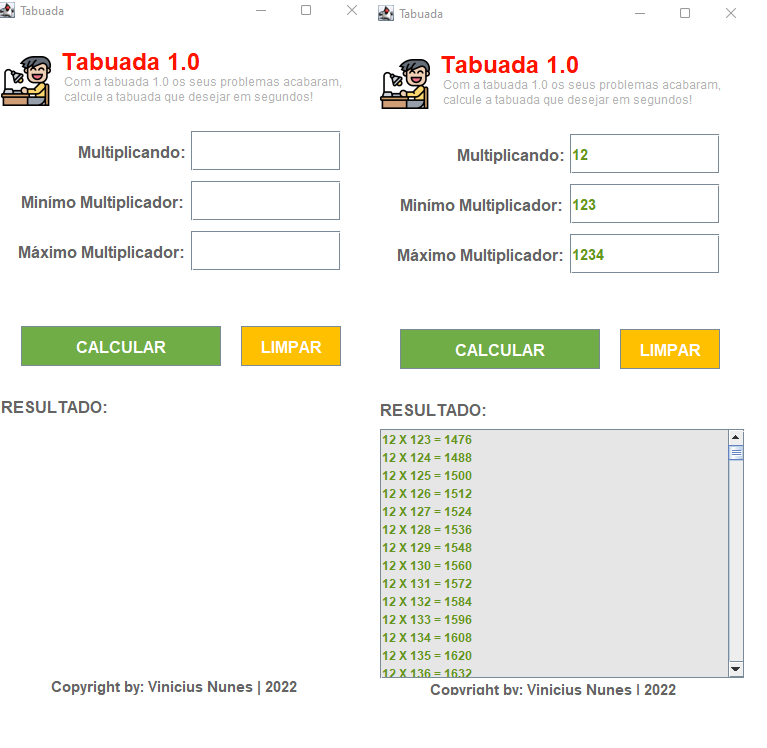 Tabuada
Tabuada 1.0
Com a tabuada 1.0 os seus problemas acabaram,
calcule a tabuada que desejar em segundos!
Multiplicando:
Minímo Multiplicador:
Máximo Multiplicador:
CALCULAR LIMPAR
RESULTADO:
Copyright by: Vinicius Nunes | 2022
Tabuada
Tabuada 1.0
Com a tabuada 1.0 os seus problemas acabaram,
calcule a tabuada que desejar em segundos!
Multiplicando: 12
Minímo Multiplicador: 123
Máximo Multiplicador: 1234
CALCULAR LIMPAR
RESULTADO:
12 X 123 = 1476
12 X 124 = 1488
12 X 125 = 1500
12 X 126 = 1512
12 X 127 = 1524
12 X 128 = 1536
12 X 129 = 1548
12 X 130 = 1560
12 X 131 = 1572
12 X 132 = 1584
12 X 133 = 1596
12 X 134 = 1608
12 X 135 = 1620
12 X 136 = 1632
Copyright by: Vinicius Nunes | 2022